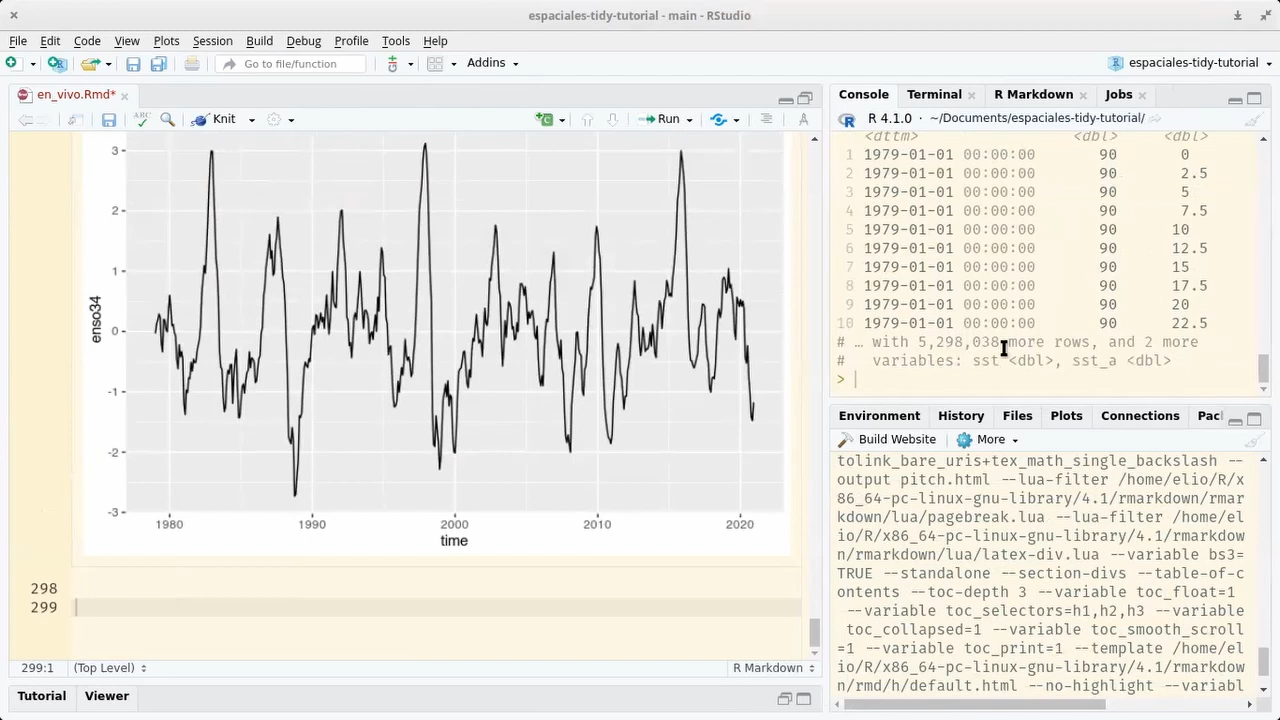 espaciales-tidy-tutorial - main - RStudio
File Edit Code View Plots Session Build Debug Profile Tools Help
Go to file/function Addins espaciales-tidy-tutorial
en_vivo.Rmd*
ABC Knit Run
3
2
1
0
-1
-2
-3
enso34
1980 1990 2000 2010 2020
time
298
299
299:1 (Top Level) R Markdown
Tutorial Viewer
Console Terminal R Markdown Jobs
R 4.1.0 · ~/Documents/espaciales-tidy-tutorial/
<dttm> <dbl> <dbl>
1 1979-01-01 00:00:00 90 0
2 1979-01-01 00:00:00 90 2.5
3 1979-01-01 00:00:00 90 5
4 1979-01-01 00:00:00 90 7.5
5 1979-01-01 00:00:00 90 10
6 1979-01-01 00:00:00 90 12.5
7 1979-01-01 00:00:00 90 15
8 1979-01-01 00:00:00 90 17.5
9 1979-01-01 00:00:00 90 20
10 1979-01-01 00:00:00 90 22.5
# … with 5,298,038 more rows, and 2 more
# variables: sst <dbl>, sst_a <dbl>
>
Environment History Files Plots Connections Pac
Build Website More
tolink_bare_uris+tex_math_single_backslash --
output pitch.html --lua-filter /home/elio/R/x
86_64-pc-linux-gnu-library/4.1/rmarkdown/rmar
kdown/lua/pagebreak.lua --lua-filter /home/el
io/R/x86_64-pc-linux-gnu-library/4.1/rmarkdow
n/rmarkdown/lua/latex-div.lua --variable bs3=
TRUE --standalone --section-divs --table-of-c
ontents --toc-depth 3 --variable toc_float=1
--variable toc_selectors=h1,h2,h3 --variable
toc_collapsed=1 --variable toc_smooth_scroll
=1 --variable toc_print=1 --template /home/el
io/R/x86_64-pc-linux-gnu-library/4.1/rmarkdow
n/rmd/h/default.html --no-highlight --variabl